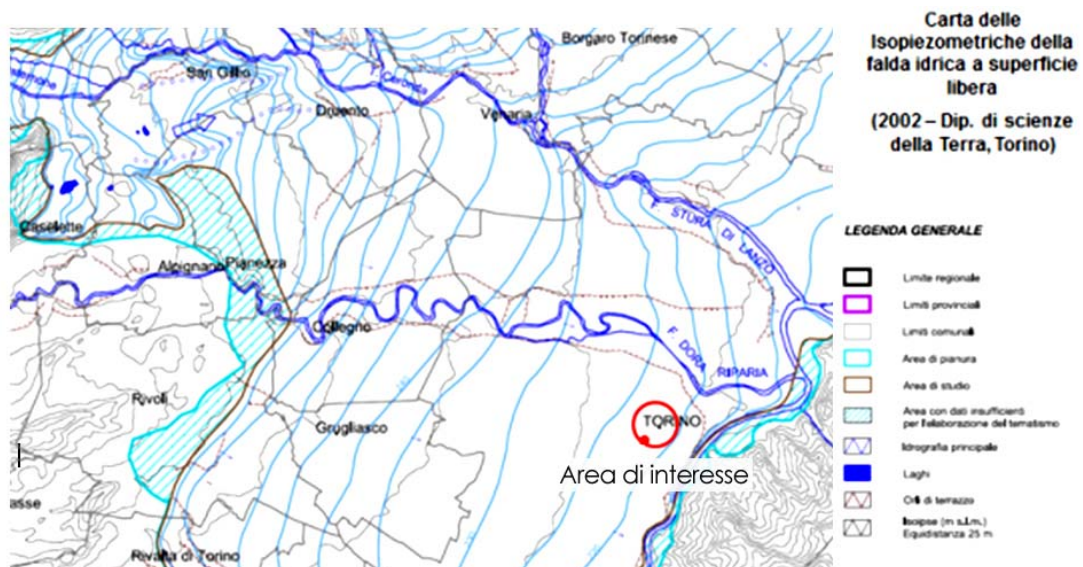 Carta delle
Isopiezometriche della
falda idrica a superficie
libera
(2002 – Dip. di scienze
della Terra, Torino)
Borgaro Torinese
San Gillio
T. Ceronda
Druento
Venaria
F. STURA DI LANZO
Caselette
Alpignano
Pianezza
Collegno
F. DORA
RIPARIA
Rivoli
Grugliasco
TORINO
Area di interesse
asse
Rivalta di Torino
LEGENDA GENERALE
Limite regionale
Limiti provinciali
Limiti comunali
Area di pianura
Area di studio
Area con dati insufficienti
per l'elaborazione del tematismo
Idrografia principale
Laghi
Orli di terrazzo
Isoipse (m s.l.m.)
Equidistanza 25 m